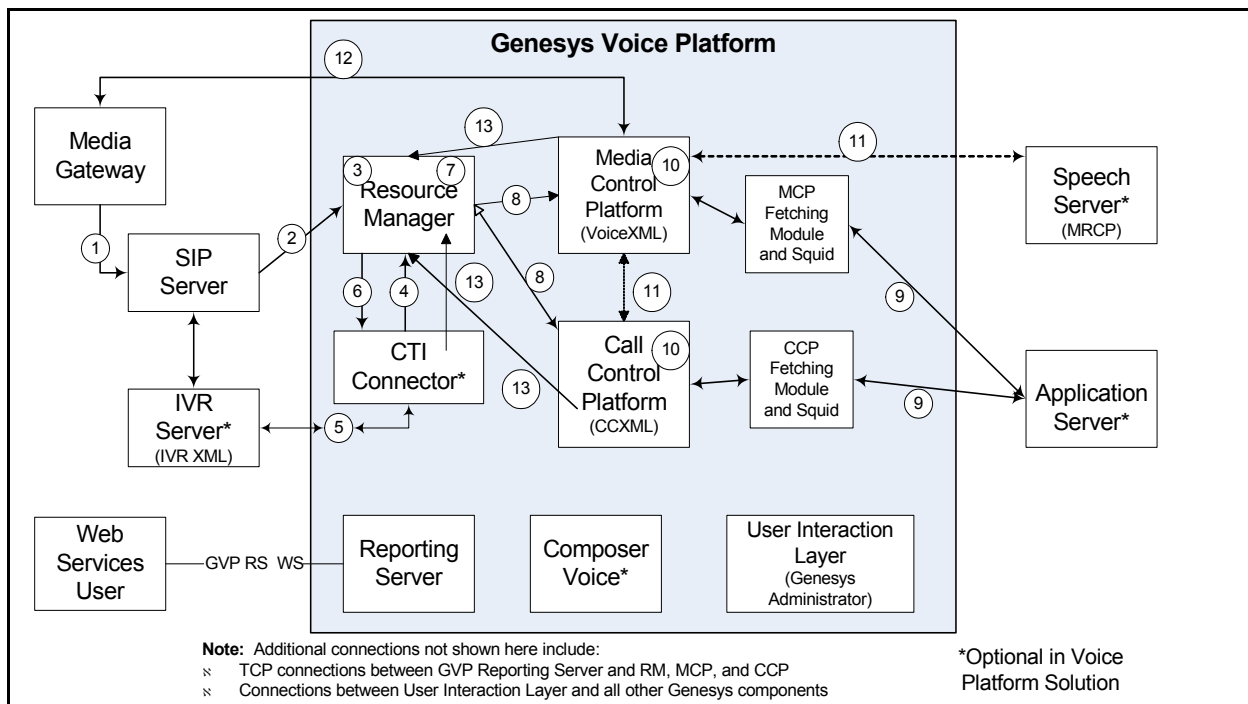 Genesys Voice Platform
12
Media
Gateway
13
11
3
7
Resource
Manager
Media
10
Control
Platform
(VoiceXML)
Speech
Server*
(MRCP)
MCP
Fetching
Module
and Squid
8
1
2
SIP
Server
6
4
13
8
11
9
CTI
Connector*
Call
10
Control
Platform
(CCXML)
CCP
Fetching
Module
and Squid
13
9
Application
Server*
IVR
Server*
(IVR XML)
5
Web
Services
User
GVP RS WS
Reporting
Server
Composer
Voice*
User Interaction
Layer
(Genesys
Administrator)
Note: Additional connections not shown here include:
א TCP connections between GVP Reporting Server and RM, MCP, and CCP
א Connections between User Interaction Layer and all other Genesys components
*Optional in Voice
Platform Solution